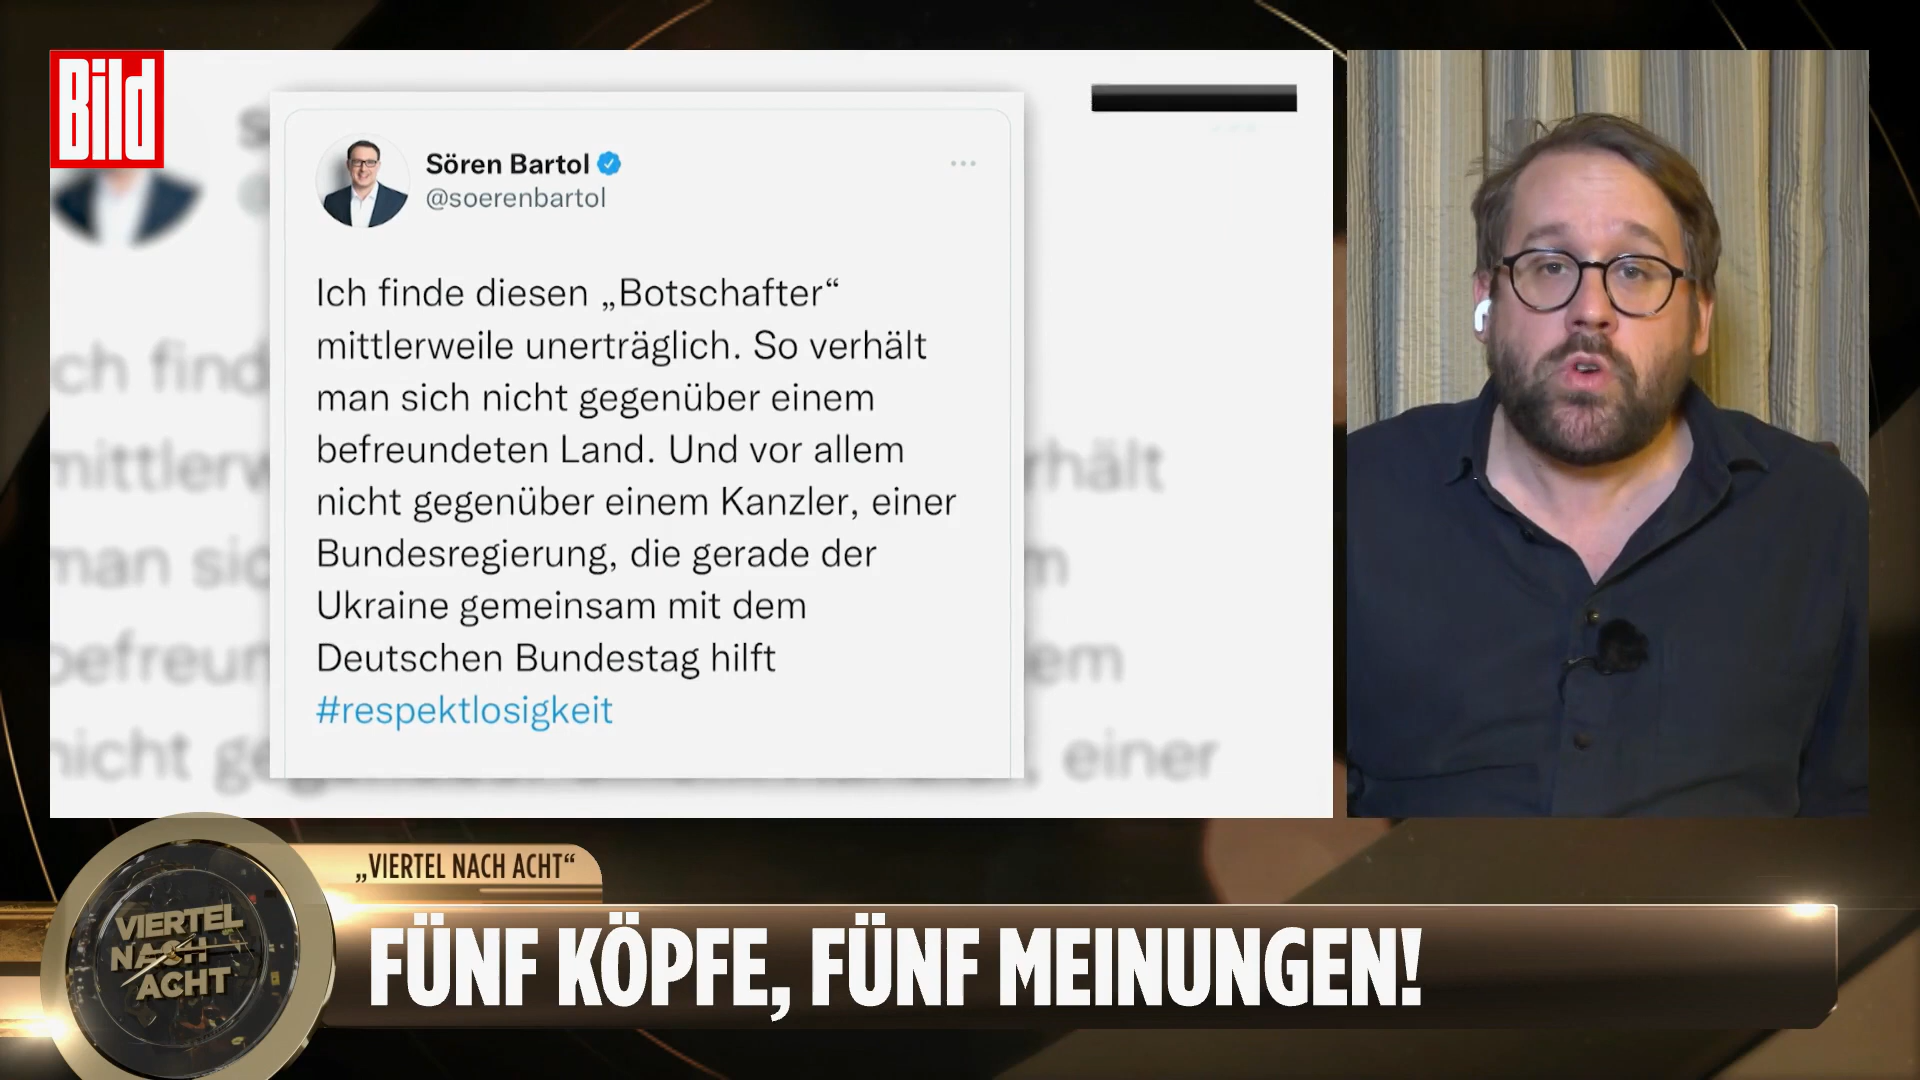 Bild
Sören Bartol
@soerenbartol
Ich finde diesen „Botschafter“
mittlerweile unerträglich. So verhält
man sich nicht gegenüber einem
befreundeten Land. Und vor allem
nicht gegenüber einem Kanzler, einer
Bundesregierung, die gerade der
Ukraine gemeinsam mit dem
Deutschen Bundestag hilft
#respektlosigkeit
„VIERTEL NACH ACHT“
VIERTEL
NACH
ACHT
FÜNF KÖPFE, FÜNF MEINUNGEN!